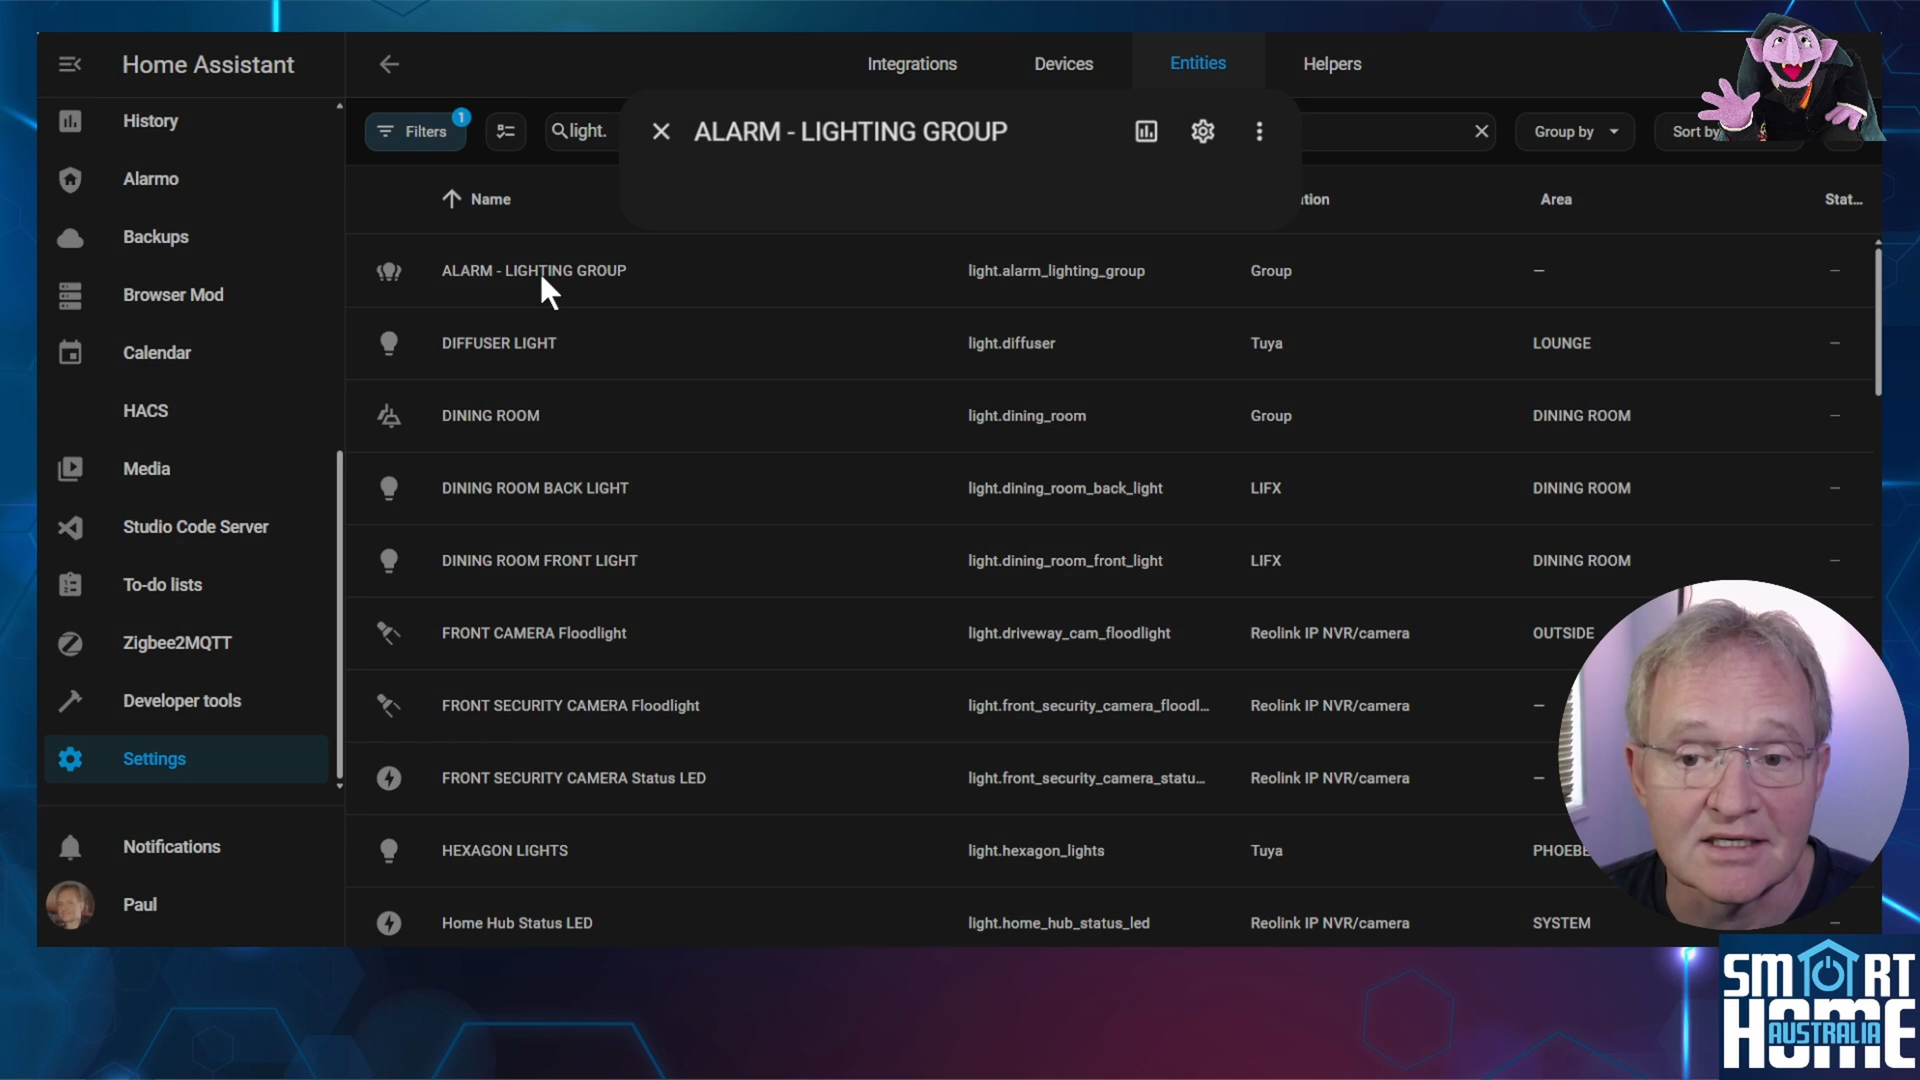 Home Assistant
Integrations
Devices
Entities
Helpers
History
Alarmo
Backups
Browser Mod
Calendar
HACS
Media
Studio Code Server
To-do lists
Zigbee2MQTT
Developer tools
Settings
Notifications
Paul
Filters
1
light.
ALARM - LIGHTING GROUP
Group by
Sort by
Name
Area
Stat...
ALARM - LIGHTING GROUP light.alarm_lighting_group Group —  —
DIFFUSER LIGHT light.diffuser Tuya LOUNGE —
DINING ROOM light.dining_room Group DINING ROOM —
DINING ROOM BACK LIGHT light.dining_room_back_light LIFX DINING ROOM —
DINING ROOM FRONT LIGHT light.dining_room_front_light LIFX DINING ROOM —
FRONT CAMERA Floodlight light.driveway_cam_floodlight Reolink IP NVR/camera OUTSIDE
FRONT SECURITY CAMERA Floodlight light.front_security_camera_floodl... Reolink IP NVR/camera —
FRONT SECURITY CAMERA Status LED light.front_security_camera_statu... Reolink IP NVR/camera —
HEXAGON LIGHTS light.hexagon_lights Tuya PHOEBE
Home Hub Status LED light.home_hub_status_led Reolink IP NVR/camera SYSTEM —
SMART
HOME
AUSTRALIA